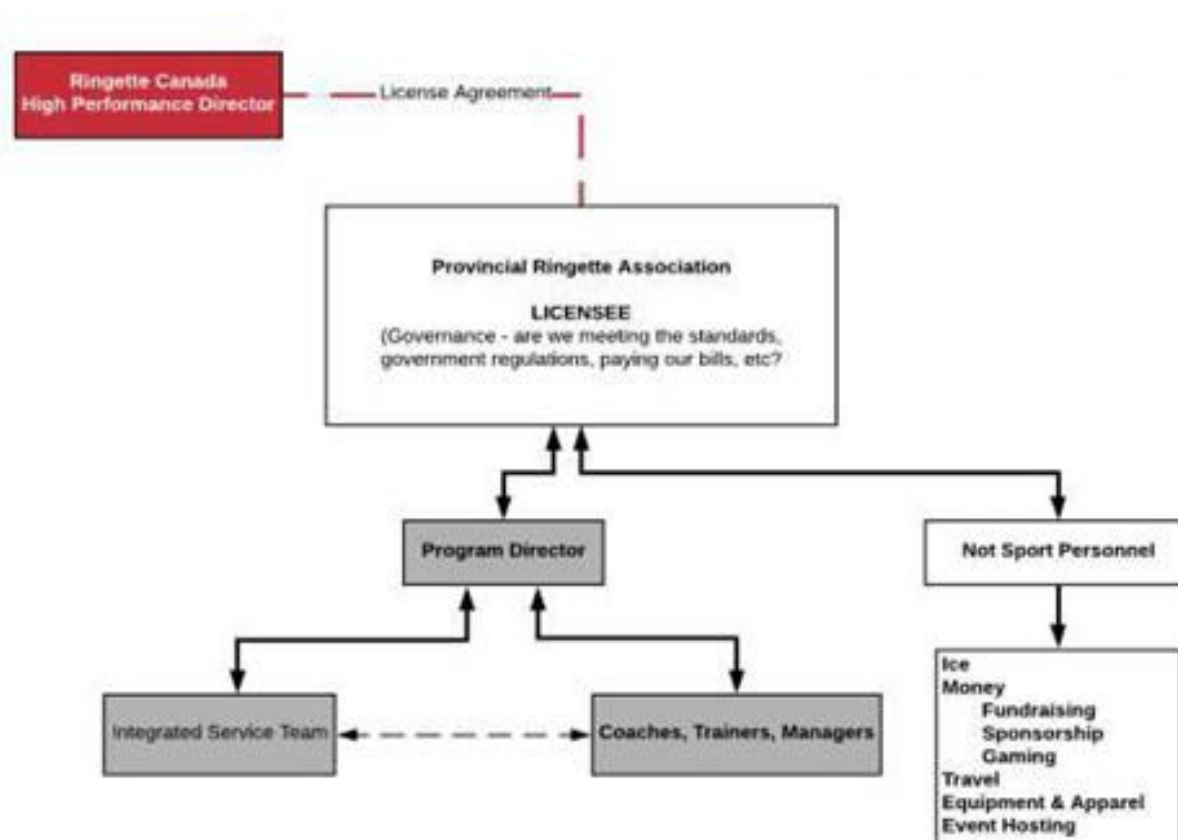 Ringette Canada
High Performance Director
License Agreement
Provincial Ringette Association
LICENSEE
(Governance - are we meeting the standards,
government regulations, paying our bills, etc?
Program Director
Not Sport Personnel
Integrated Service Team
Coaches, Trainers, Managers
Ice
Money
Fundraising
Sponsorship
Gaming
Travel
Equipment & Apparel
Event Hosting